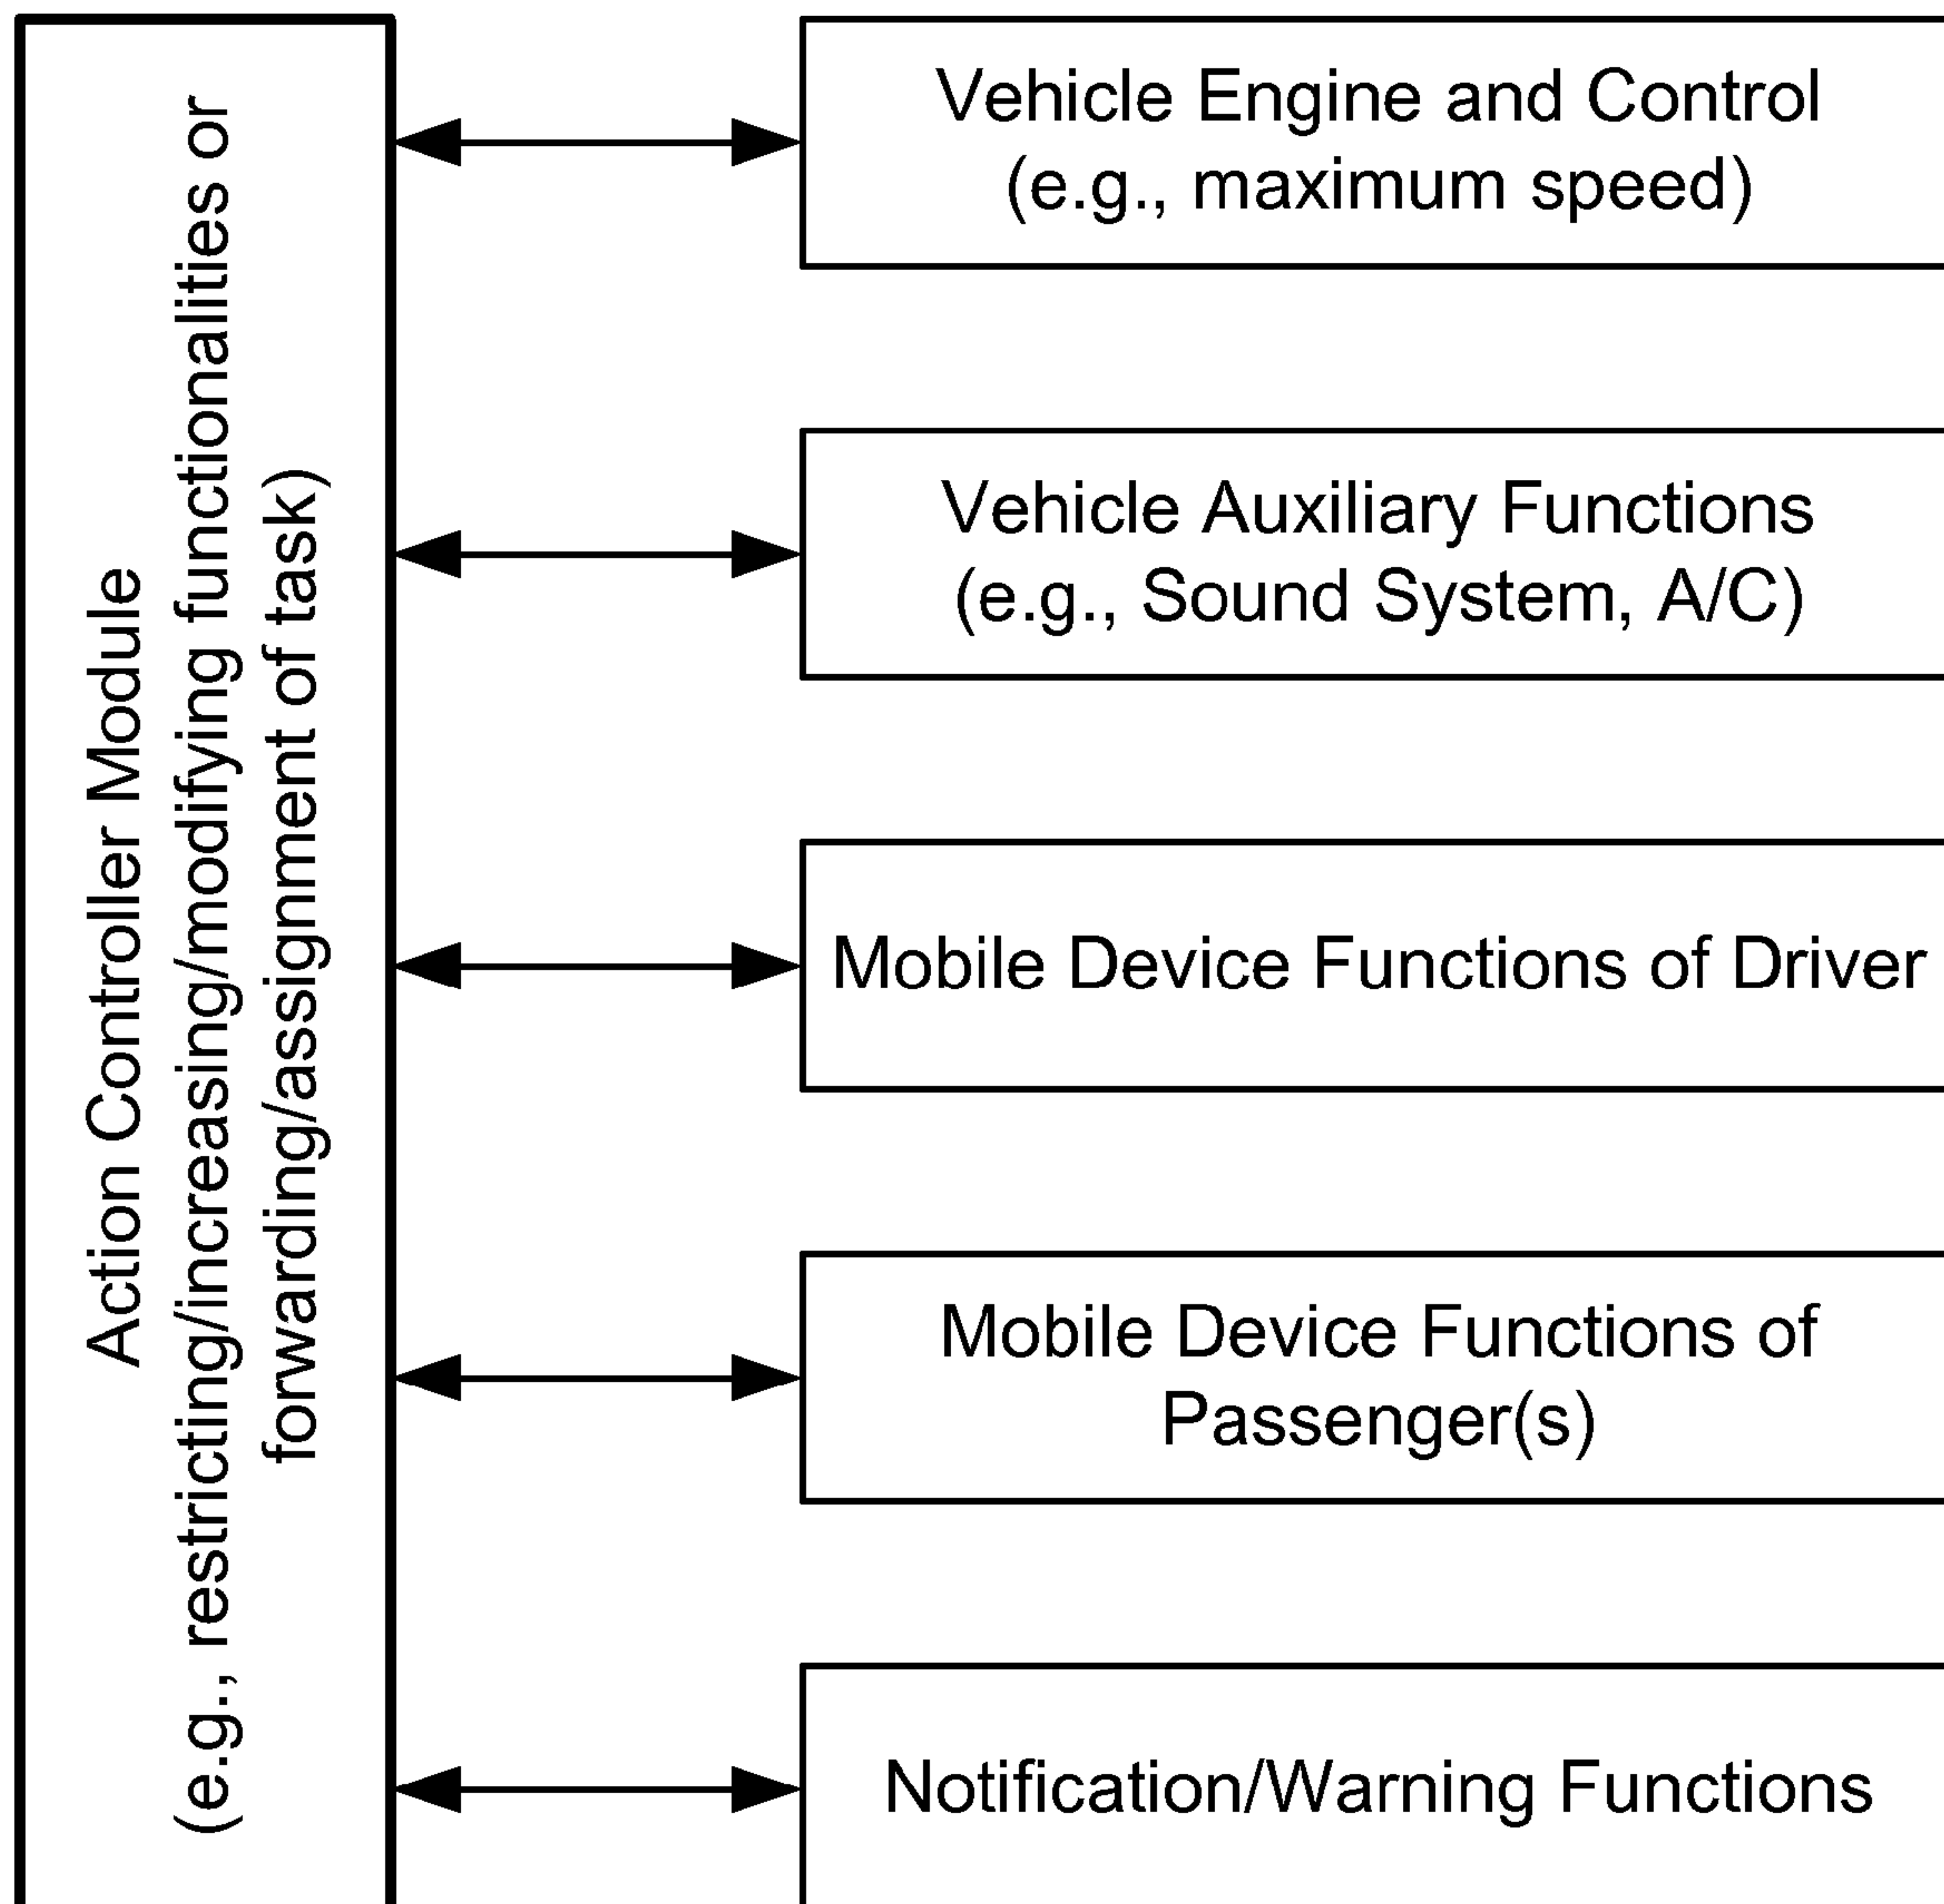 Action Controller Module
(e.g., restricting/increasing/modifying functionalities or
forwarding/assignment of task)
Vehicle Engine and Control
(e.g., maximum speed)
Vehicle Auxiliary Functions
(e.g., Sound System, A/C)
Mobile Device Functions of Driver
Mobile Device Functions of
Passenger(s)
Notification/Warning Functions